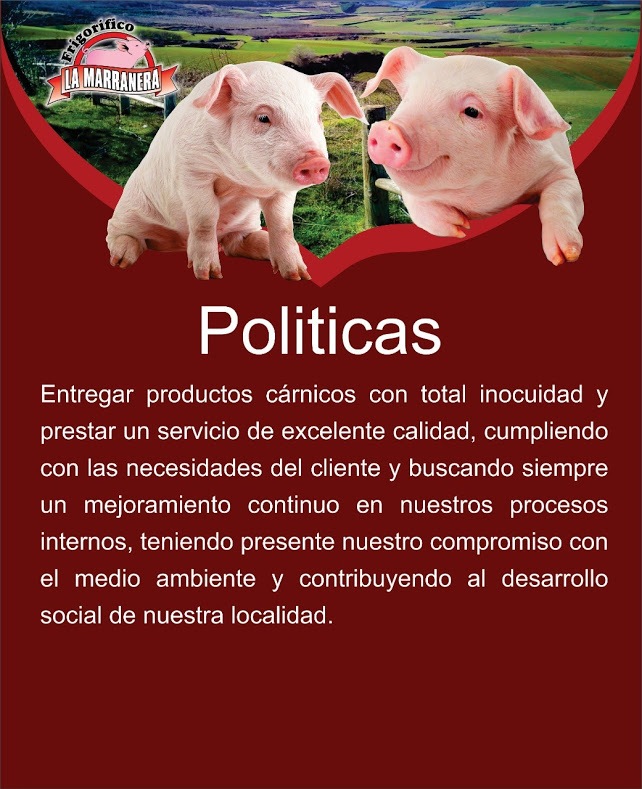 Frigorífico
LA MARRANERA
Politicas
Entregar productos cárnicos con total inocuidad y
prestar un servicio de excelente calidad, cumpliendo
con las necesidades del cliente y buscando siempre
un mejoramiento continuo en nuestros procesos
internos, teniendo presente nuestro compromiso con
el medio ambiente y contribuyendo al desarrollo
social de nuestra localidad.